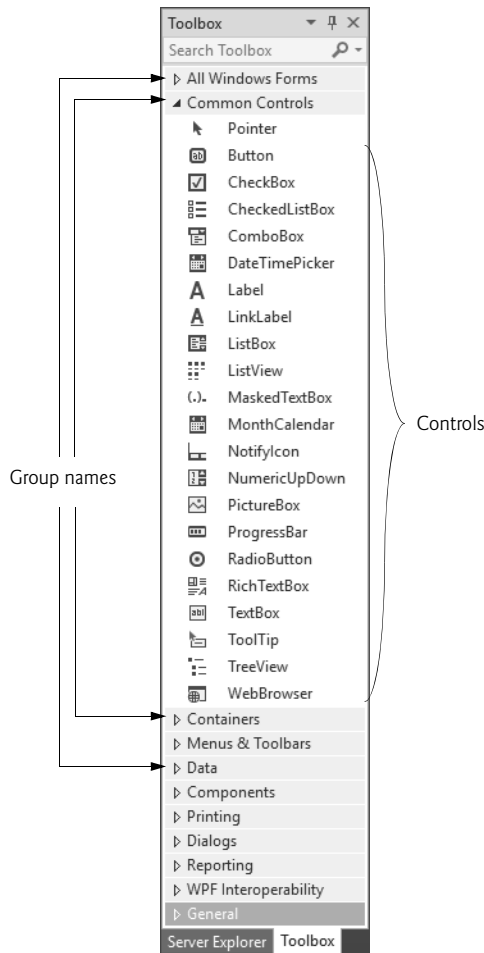 Toolbox
Search Toolbox
All Windows Forms
Common Controls
Pointer
Button
CheckBox
CheckedListBox
ComboBox
DateTimePicker
Label
LinkLabel
ListBox
ListView
MaskedTextBox
MonthCalendar
NotifyIcon
NumericUpDown
PictureBox
ProgressBar
RadioButton
RichTextBox
TextBox
ToolTip
TreeView
WebBrowser
Containers
Menus & Toolbars
Data
Components
Printing
Dialogs
Reporting
WPF Interoperability
General
Server Explorer Toolbox
Group names
Controls